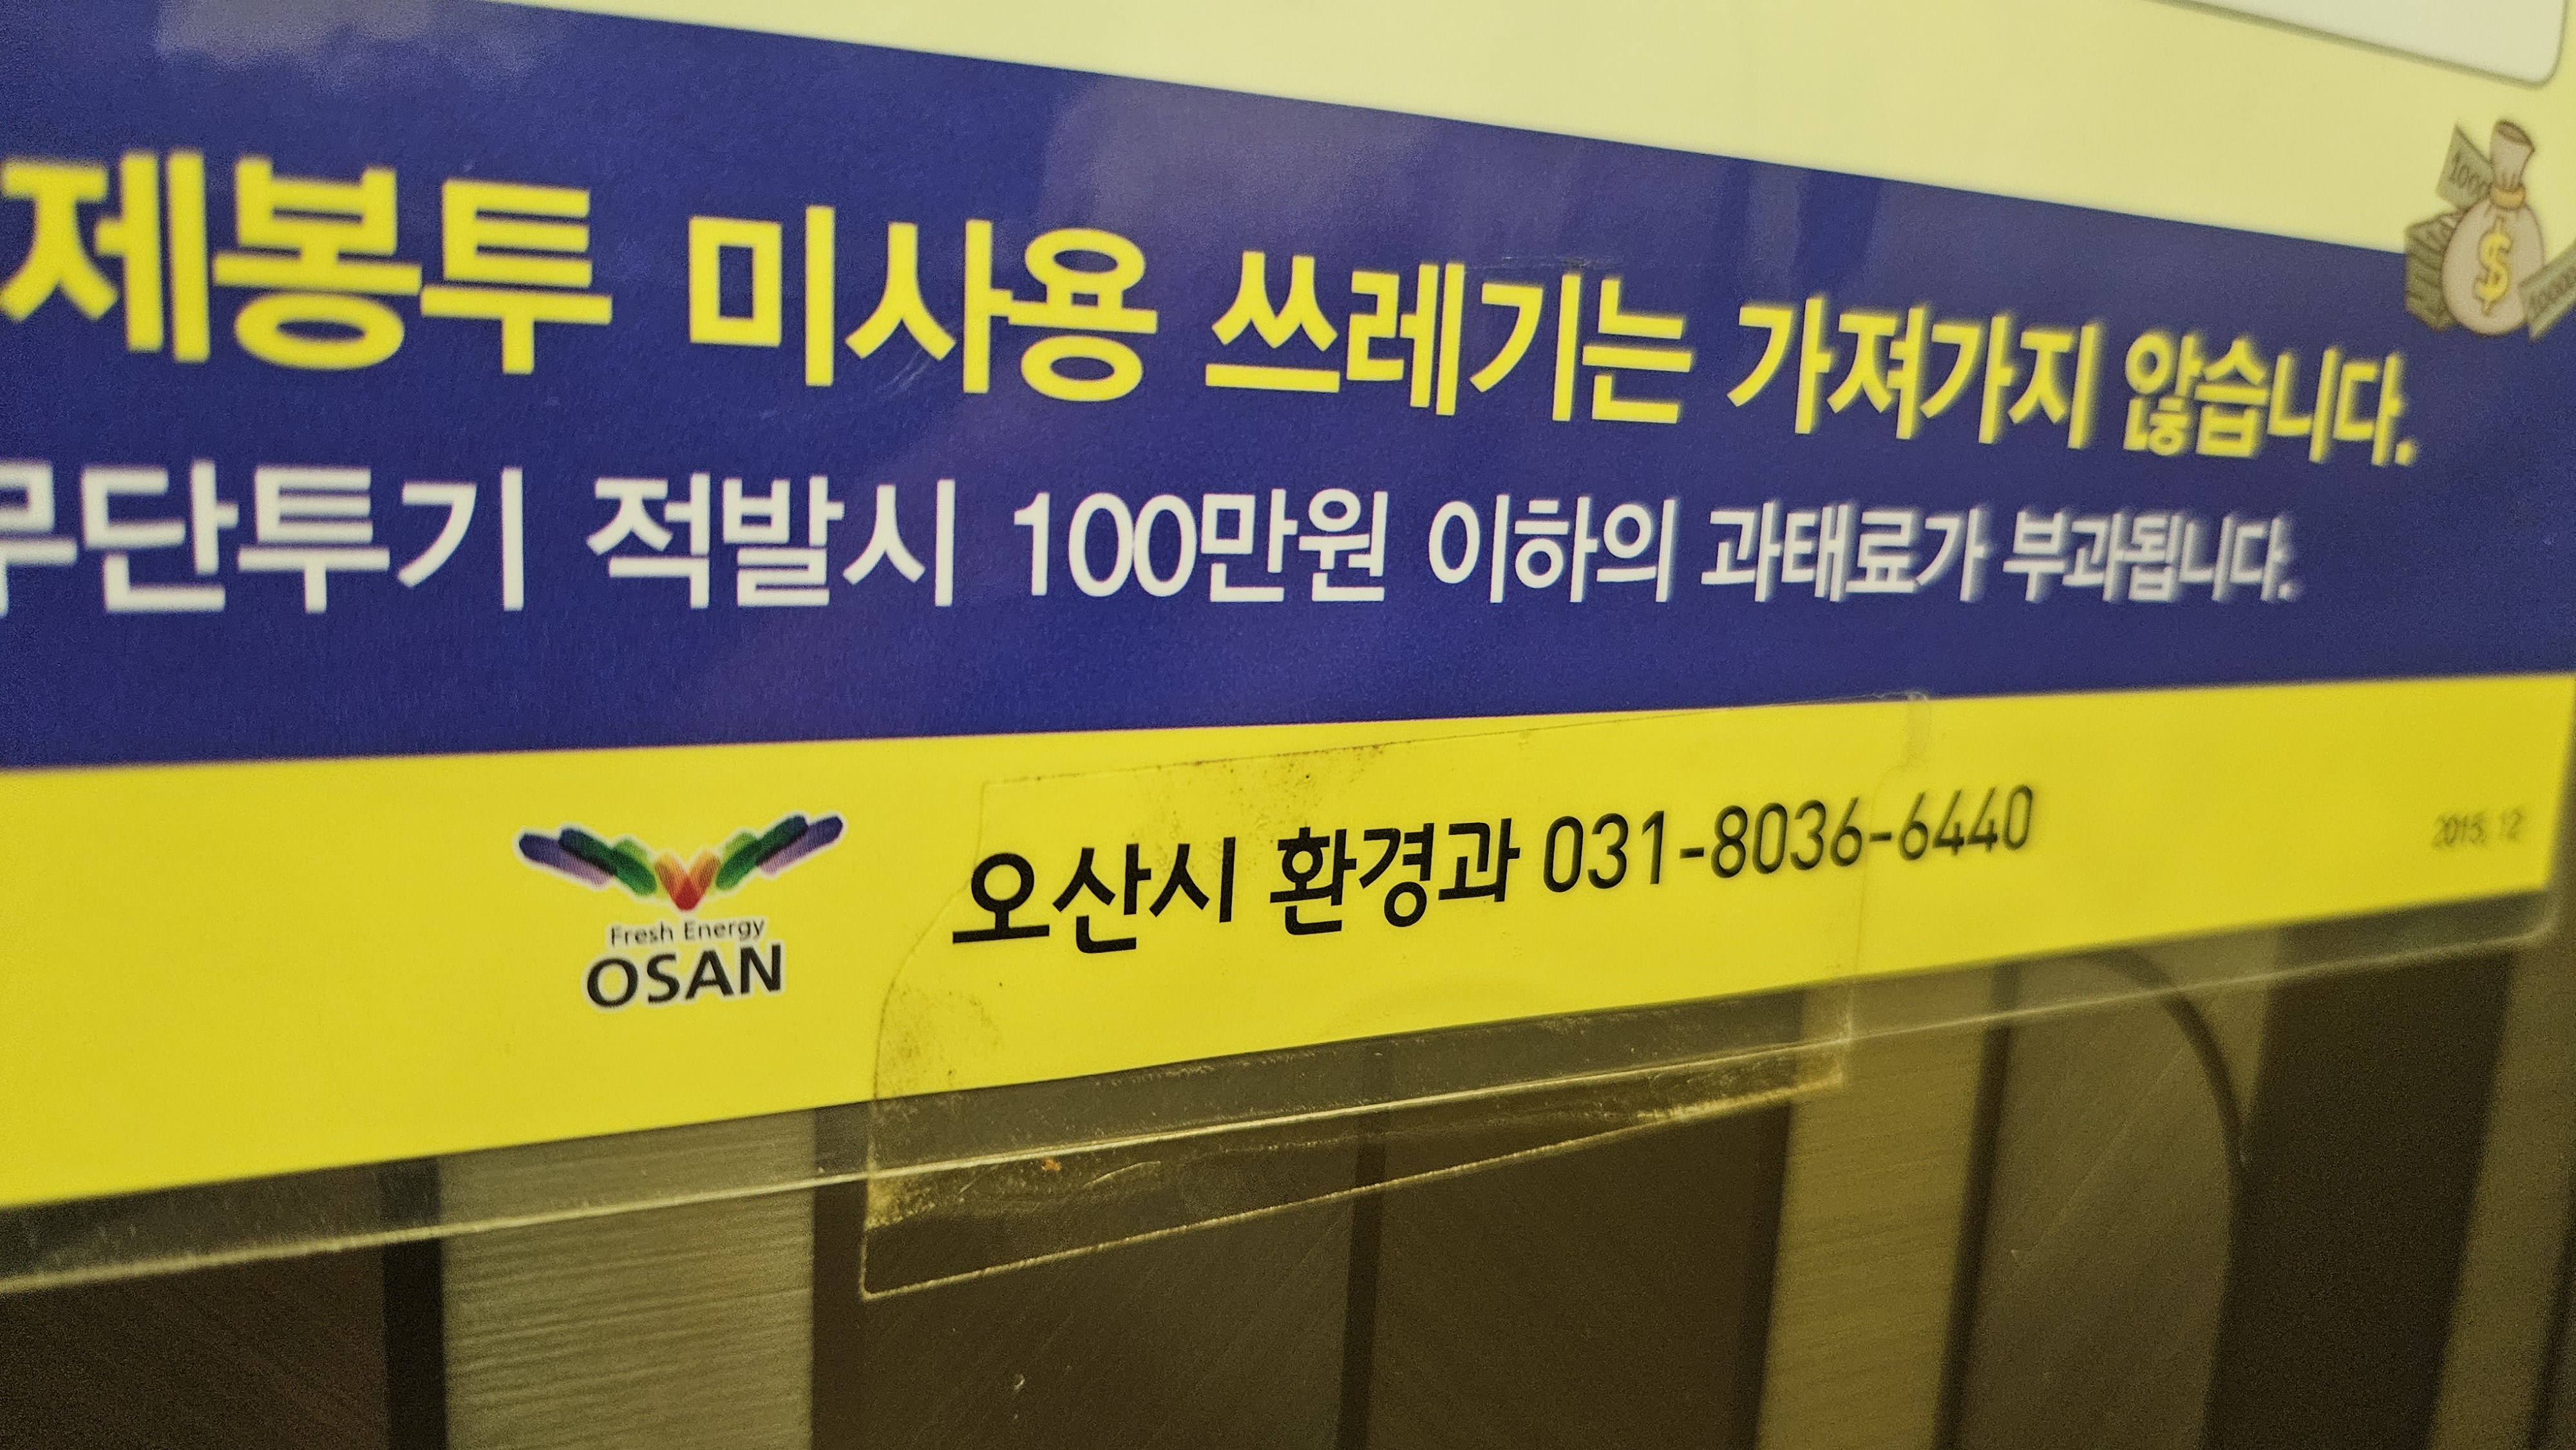 제봉투 미사용 쓰레기는 가져가지 않습니다.
무단투기 적발시 100만원 이하의 과태료가 부과됩니다.
Fresh Energy
OSAN
오산시 환경과 031-8036-6440
1000
$